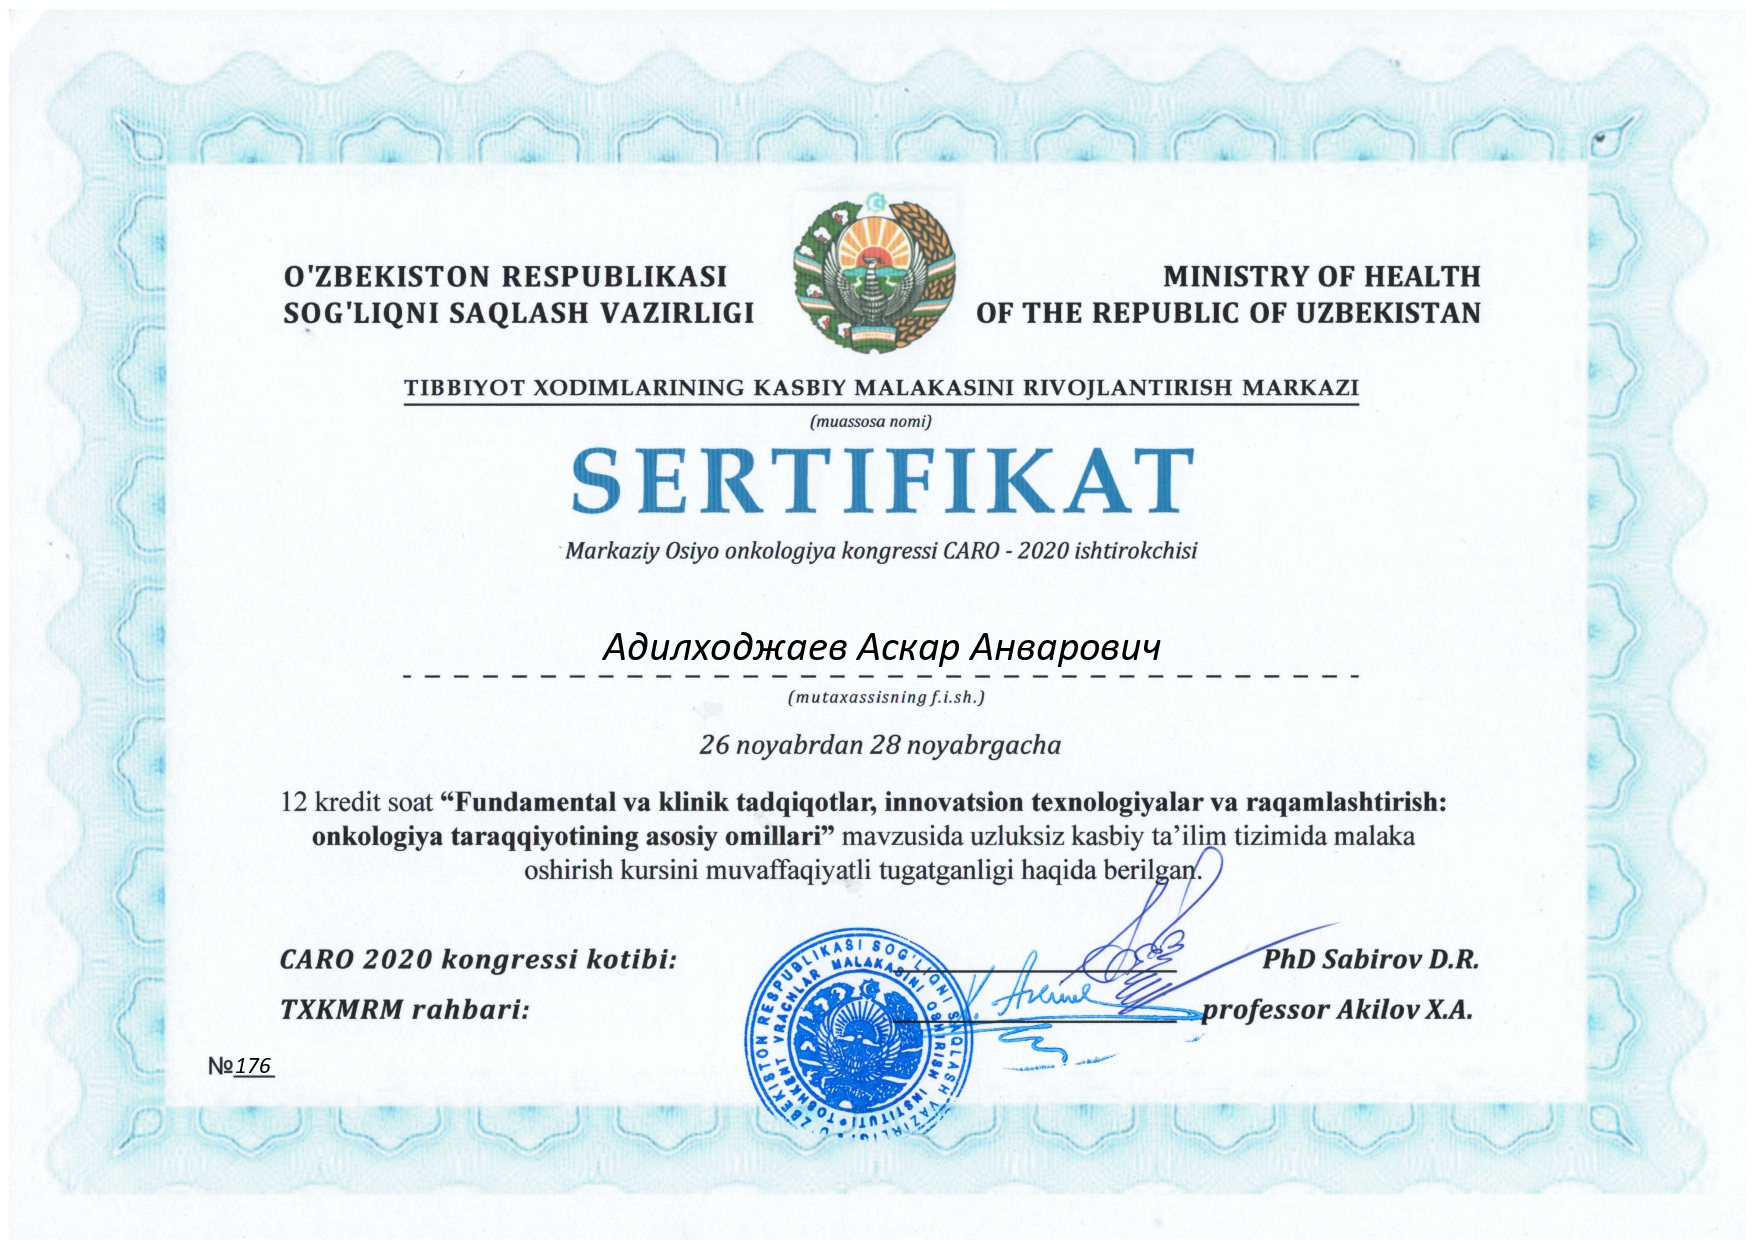 O'ZBEKISTON RESPUBLIKASI
SOG'LIQNI SAQLASH VAZIRLIGI
MINISTRY OF HEALTH
OF THE REPUBLIC OF UZBEKISTAN
TIBBIYOT XODIMLARINING KASBIY MALAKASINI RIVOJLANTIRISH MARKAZI
(muassosa nomi)
SERTIFIKAT
Markaziy Osiyo onkologiya kongressi CARO - 2020 ishtirokchisi
Адилходжаев Аскар Анварович
(mutaxassisning f.i.sh.)
26 noyabrdan 28 noyabrgacha
12 kredit soat “Fundamental va klinik tadqiqotlar, innovatsion texnologiyalar va raqamlashtirish:
onkologiya taraqqiyotining asosiy omillari” mavzusida uzluksiz kasbiy ta’ilim tizimida malaka
oshirish kursini muvaffaqiyatli tugatganligi haqida berilgan.
CARO 2020 kongressi kotibi: PhD Sabirov D.R.
TXKMRM rahbari: professor Akilov X.A.
O'ZBEKISTON RESPUBLIKASI SOG'LIQNI SAQLASH VAZIRLIGI
TOSHKENT VRACHLAR MALAKASINI OSHIRISH INSTITUTI
№176